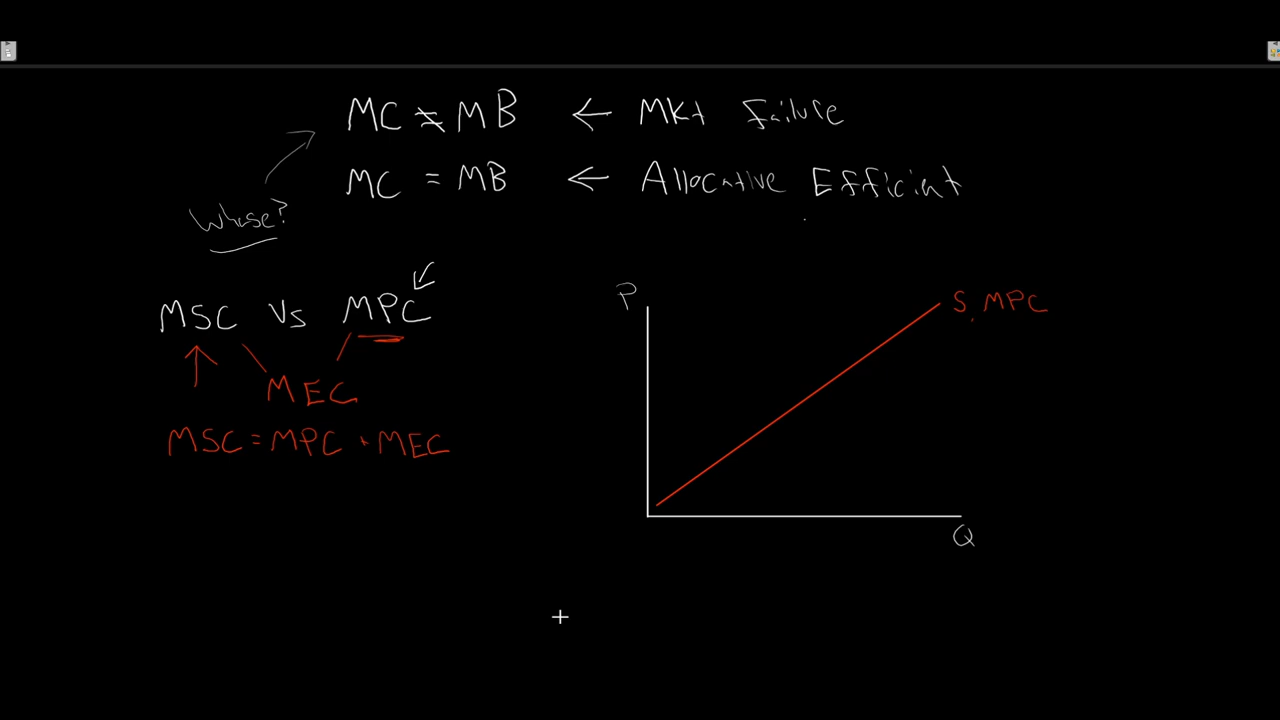 MC ≠ MB ← Mkt Failure
MC = MB ← Allocative Efficient
Whose?
MSC Vs MPC
MEC
MSC = MPC + MEC
P
S, MPC
Q